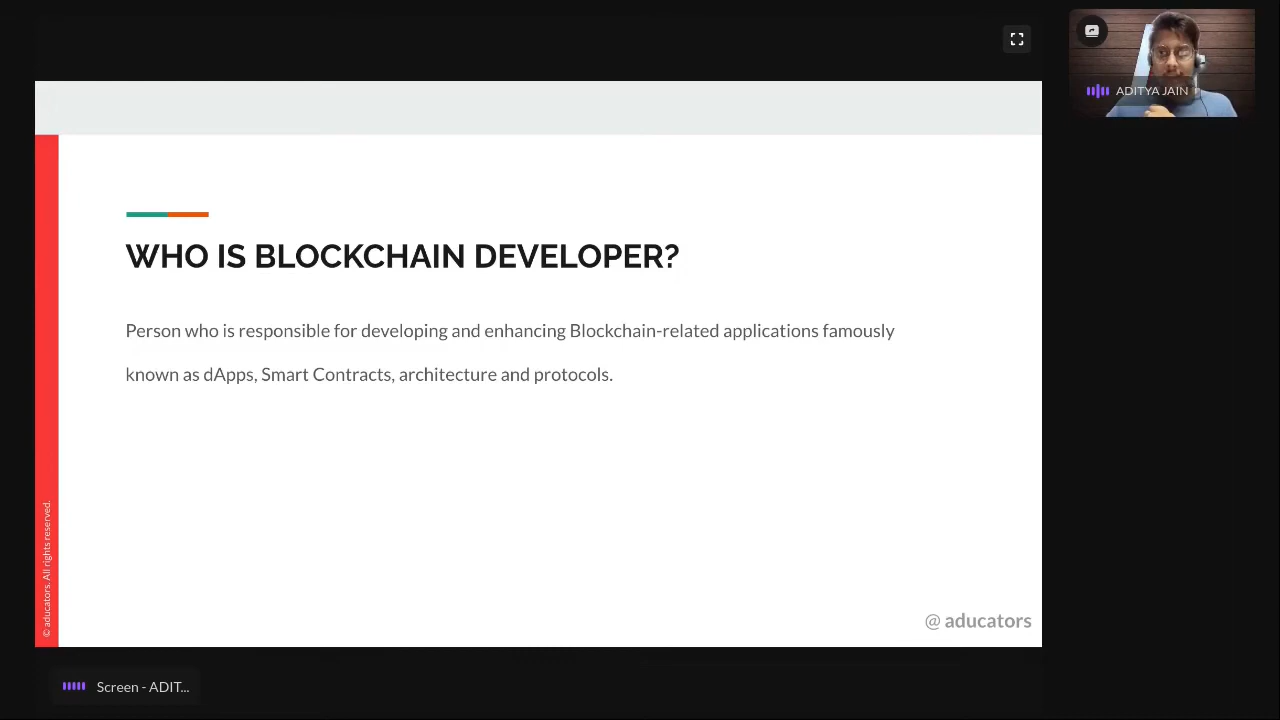 ADITYA JAIN
WHO IS BLOCKCHAIN DEVELOPER?
Person who is responsible for developing and enhancing Blockchain-related applications famously
known as dApps, Smart Contracts, architecture and protocols.
© aducators. All rights reserved.
@ aducators
Screen - ADIT...